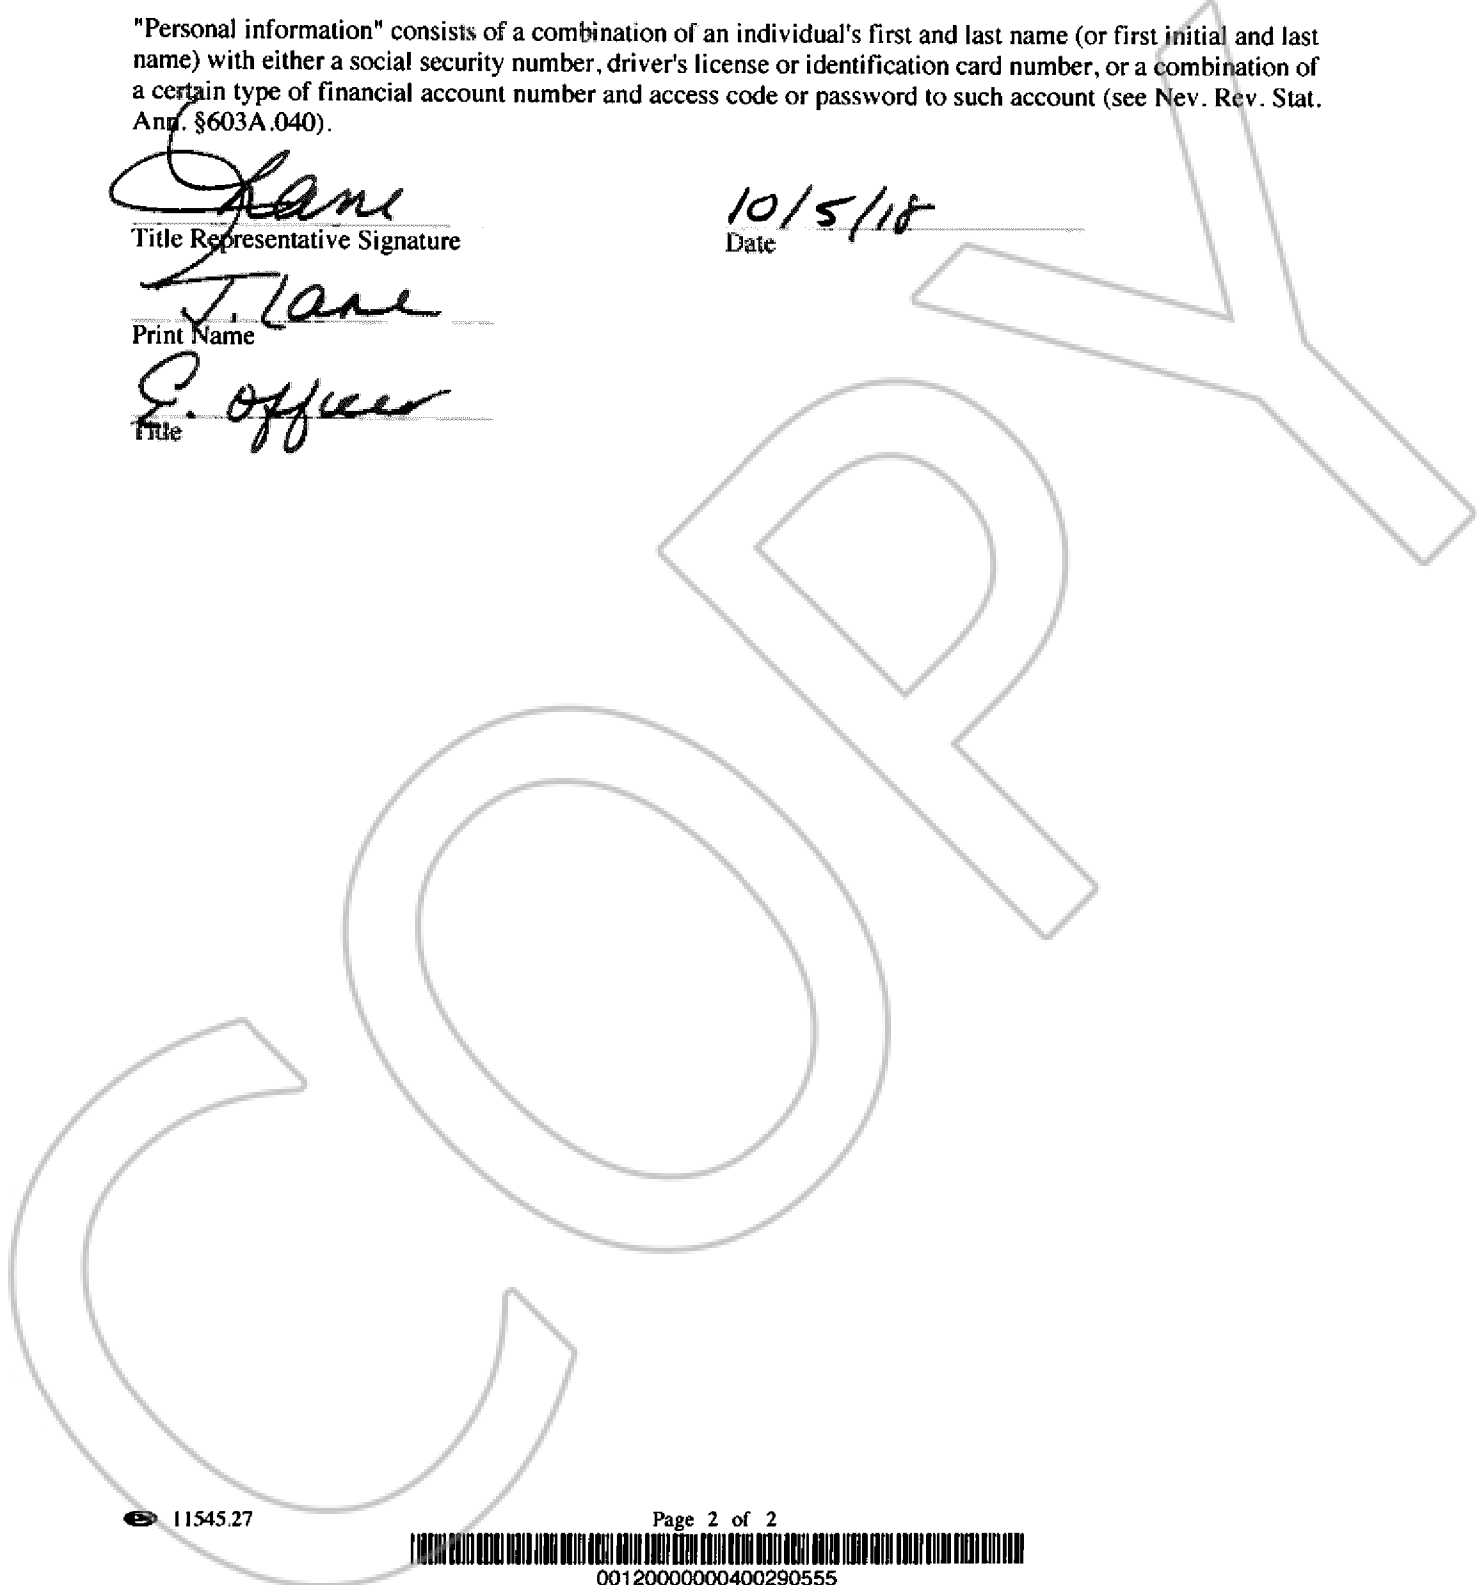 "Personal information" consists of a combination of an individual's first and last name (or first initial and last
name) with either a social security number, driver's license or identification card number, or a combination of
a certain type of financial account number and access code or password to such account (see Nev. Rev. Stat.
Ann. §603A.040).
Lane 10/5/18
Title Representative Signature Date
J. Lane
Print Name
E. Officer
Title
COPY
11545.27 Page 2 of 2
001200000000400290555